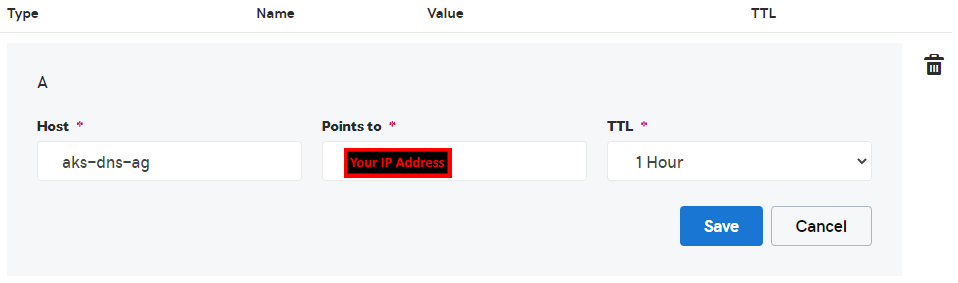 Type Name Value TTL
A
Host * Points to * TTL *
aks-dns-ag Your IP Address 1 Hour
Save Cancel